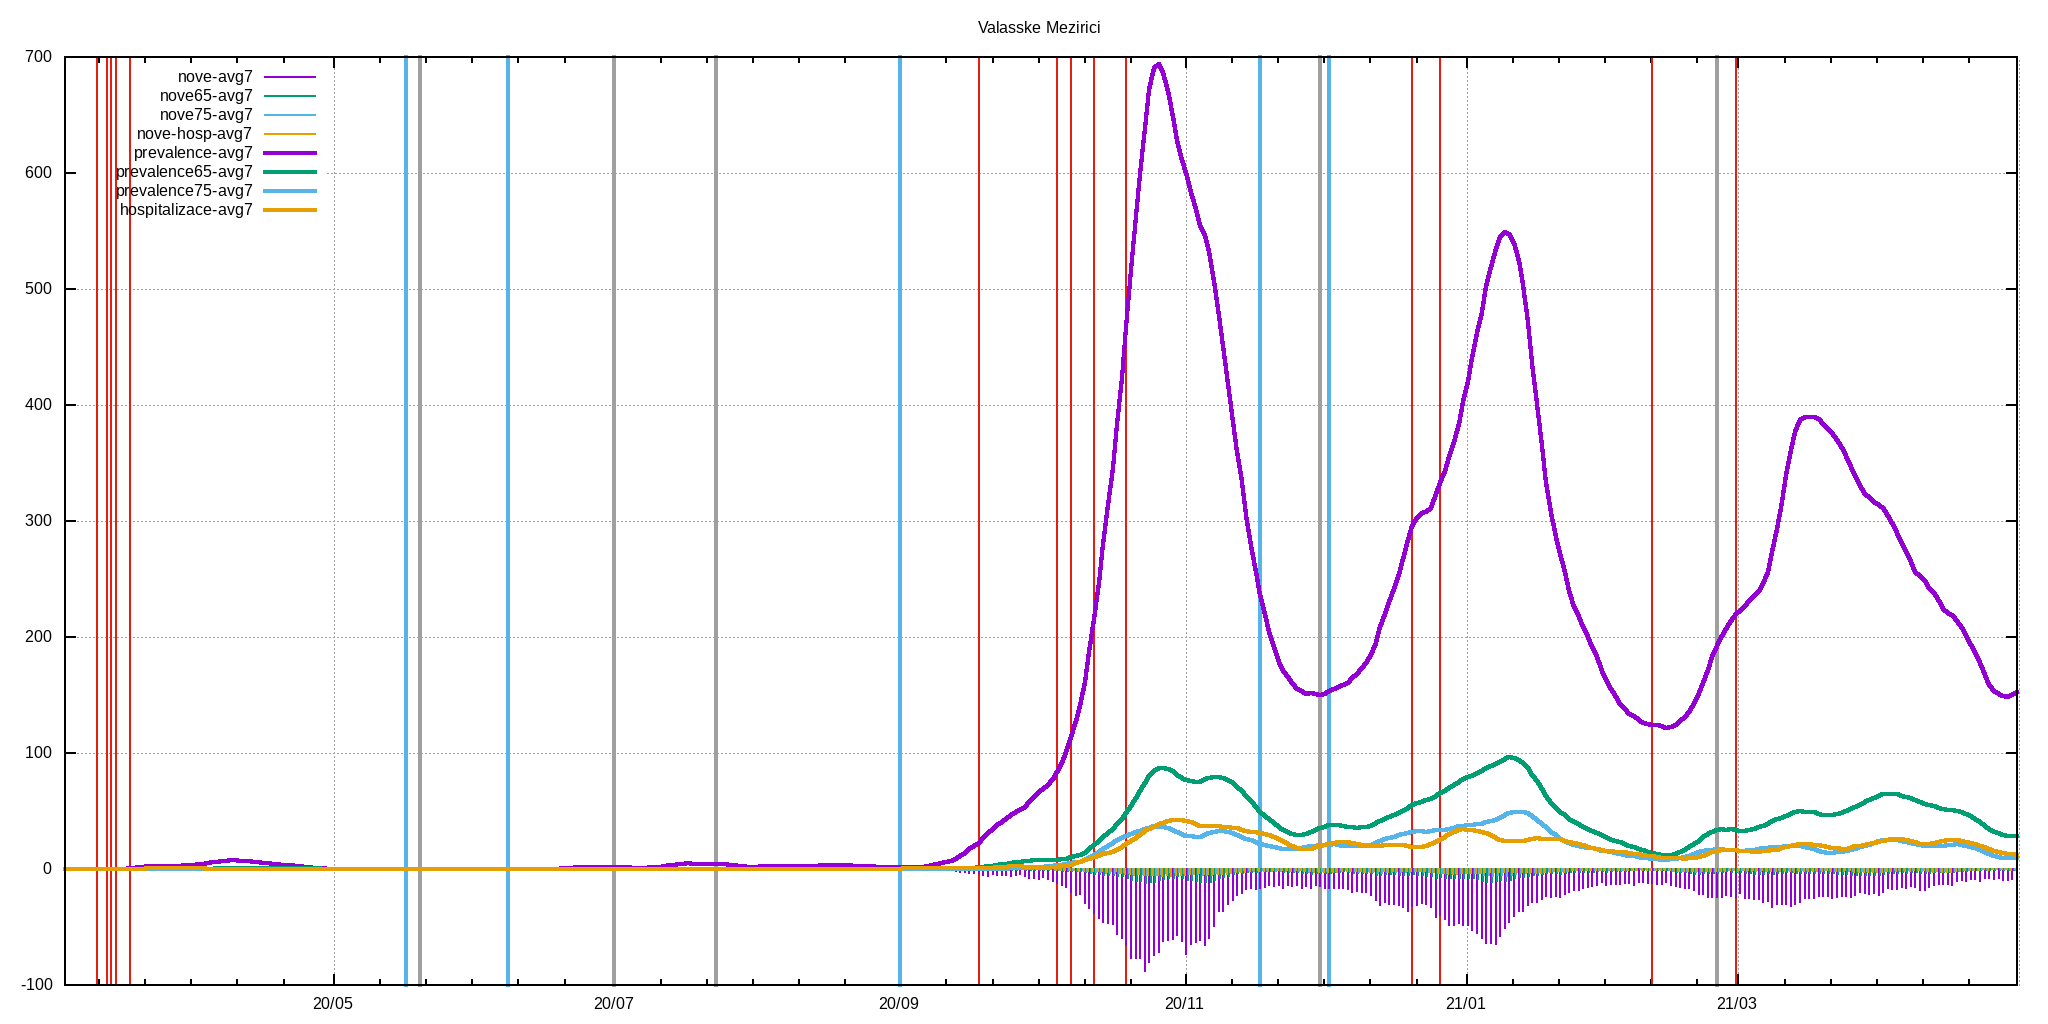 Valasske Mezirici
700
600
500
400
300
200
100
0
-100
nove-avg7
nove65-avg7
nove75-avg7
nove-hosp-avg7
prevalence-avg7
prevalence65-avg7
prevalence75-avg7
hospitalizace-avg7
20/05
20/07
20/09
20/11
21/01
21/03